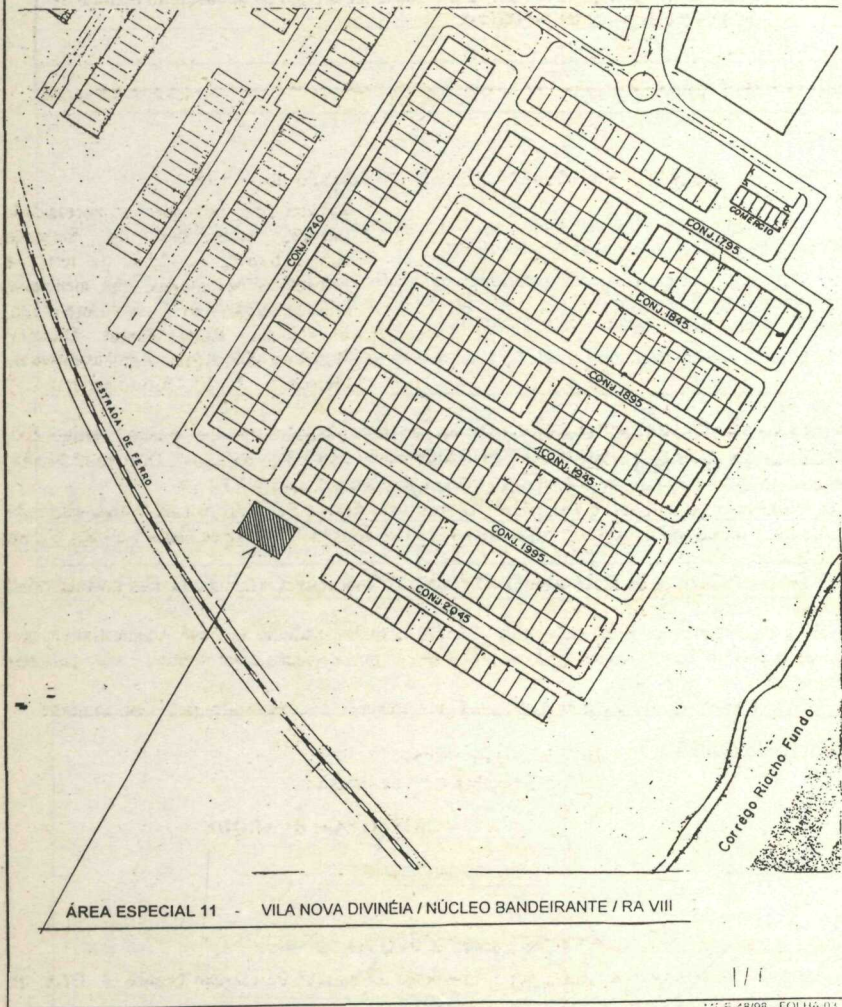 COMÉRCIO
CONJ. 1795
CONJ. 1740
CONJ. 1845
CONJ. 1895
ESTRADA DE FERRO
CONJ. 1945
CONJ. 1995
CONJ. 2045
Corrego Riacho Fundo
ÁREA ESPECIAL 11 - VILA NOVA DIVINÉIA / NÚCLEO BANDEIRANTE / RA VIII